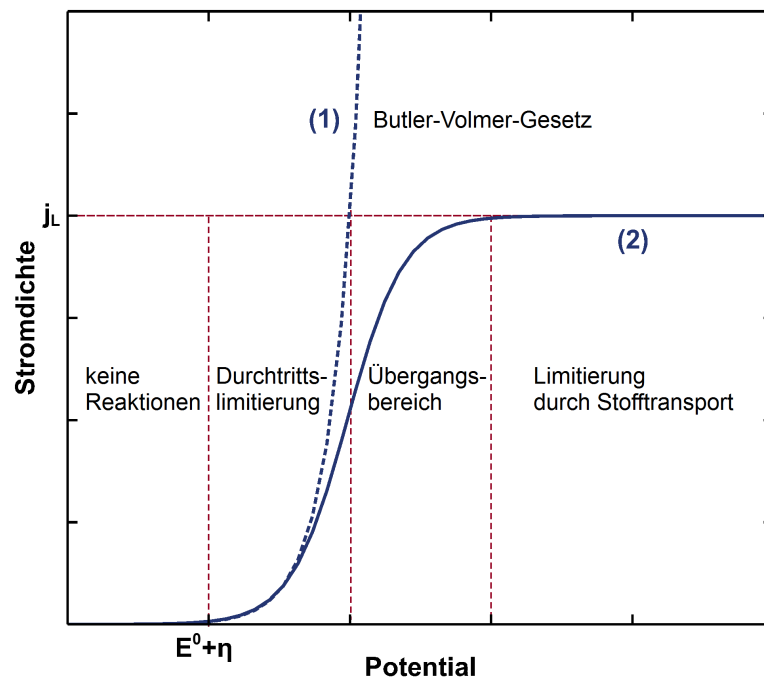 (1)
Butler-Volmer-Gesetz
jL
(2)
Stromdichte
keine
Reaktionen
Durchtritts-
limitierung
Übergangs-
bereich
Limitierung
durch Stofftransport
E⁰+η
Potential